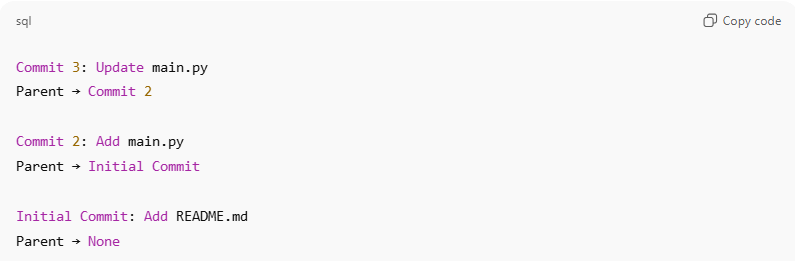 sql
Copy code
Commit 3: Update main.py
Parent → Commit 2
Commit 2: Add main.py
Parent → Initial Commit
Initial Commit: Add README.md
Parent → None